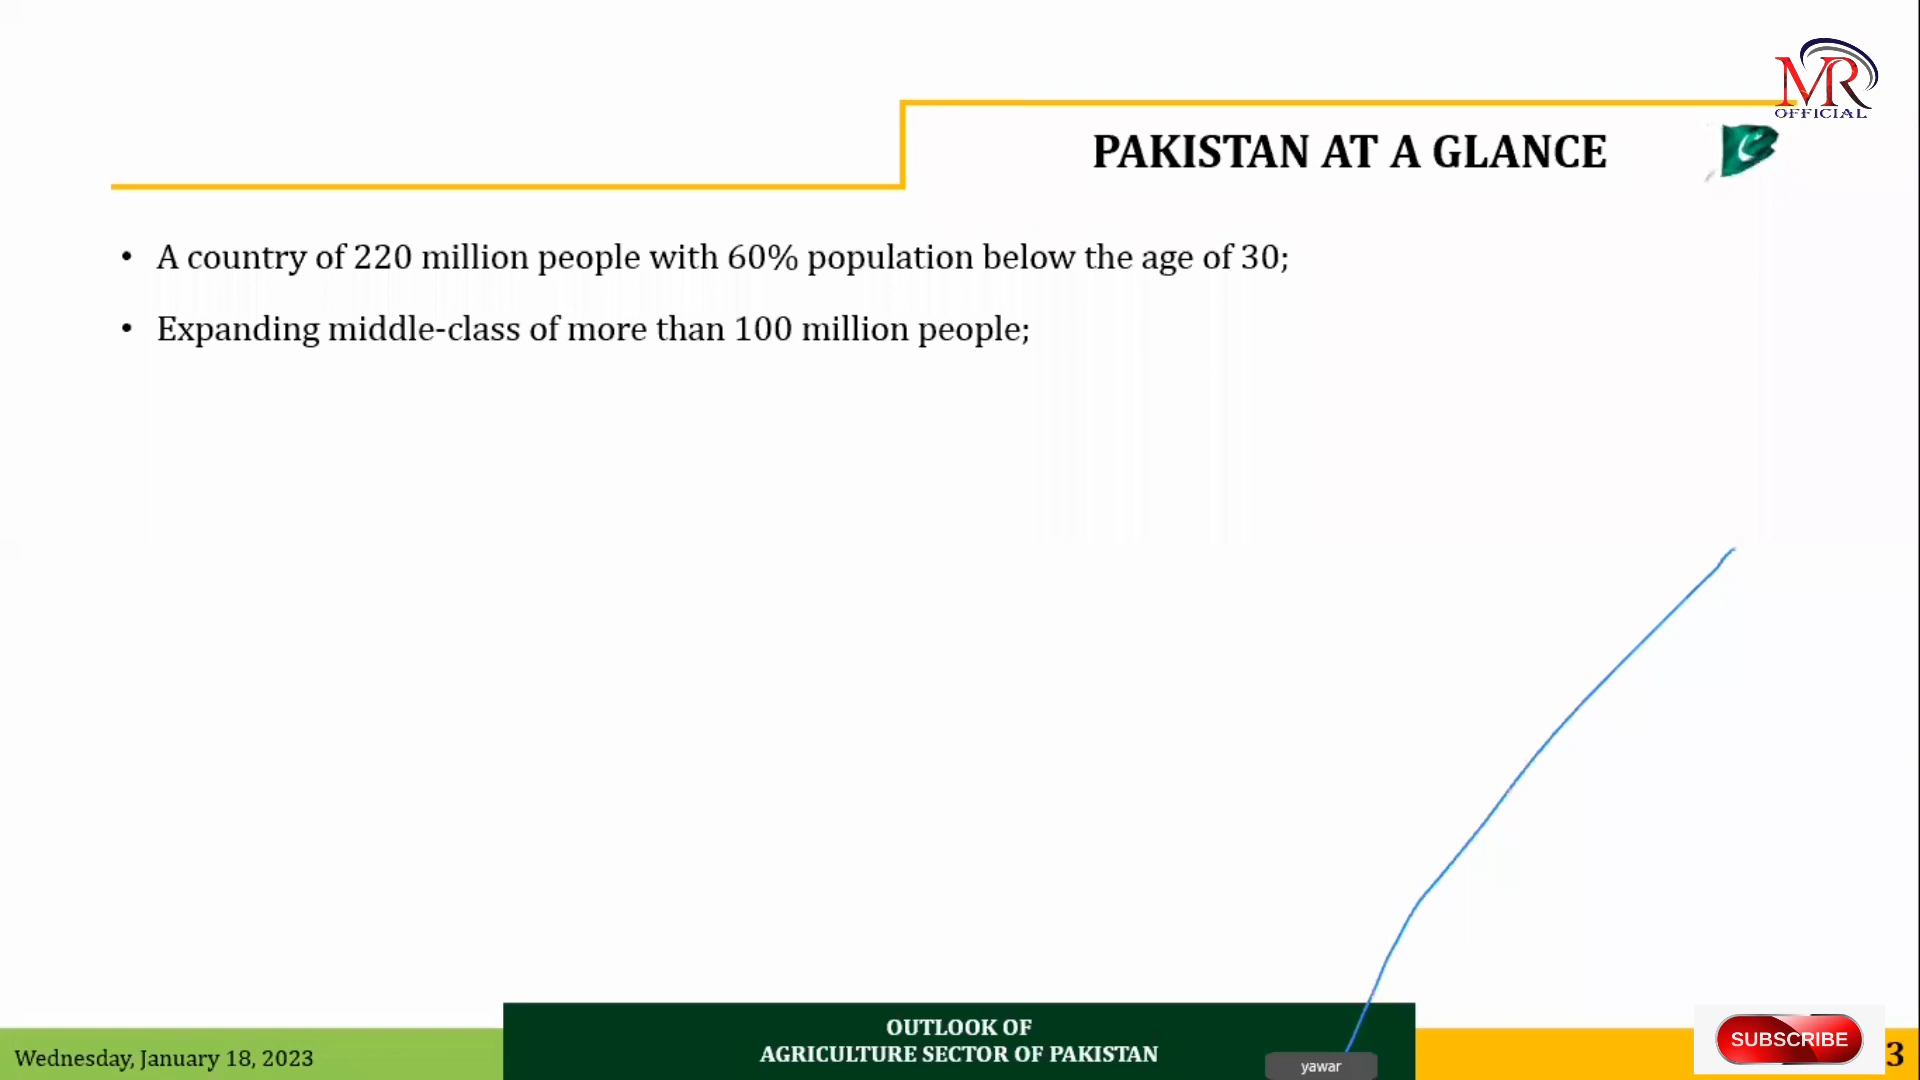 MR
OFFICIAL
PAKISTAN AT A GLANCE
• A country of 220 million people with 60% population below the age of 30;
• Expanding middle-class of more than 100 million people;
Wednesday, January 18, 2023
OUTLOOK OF
AGRICULTURE SECTOR OF PAKISTAN
yawar
SUBSCRIBE
3